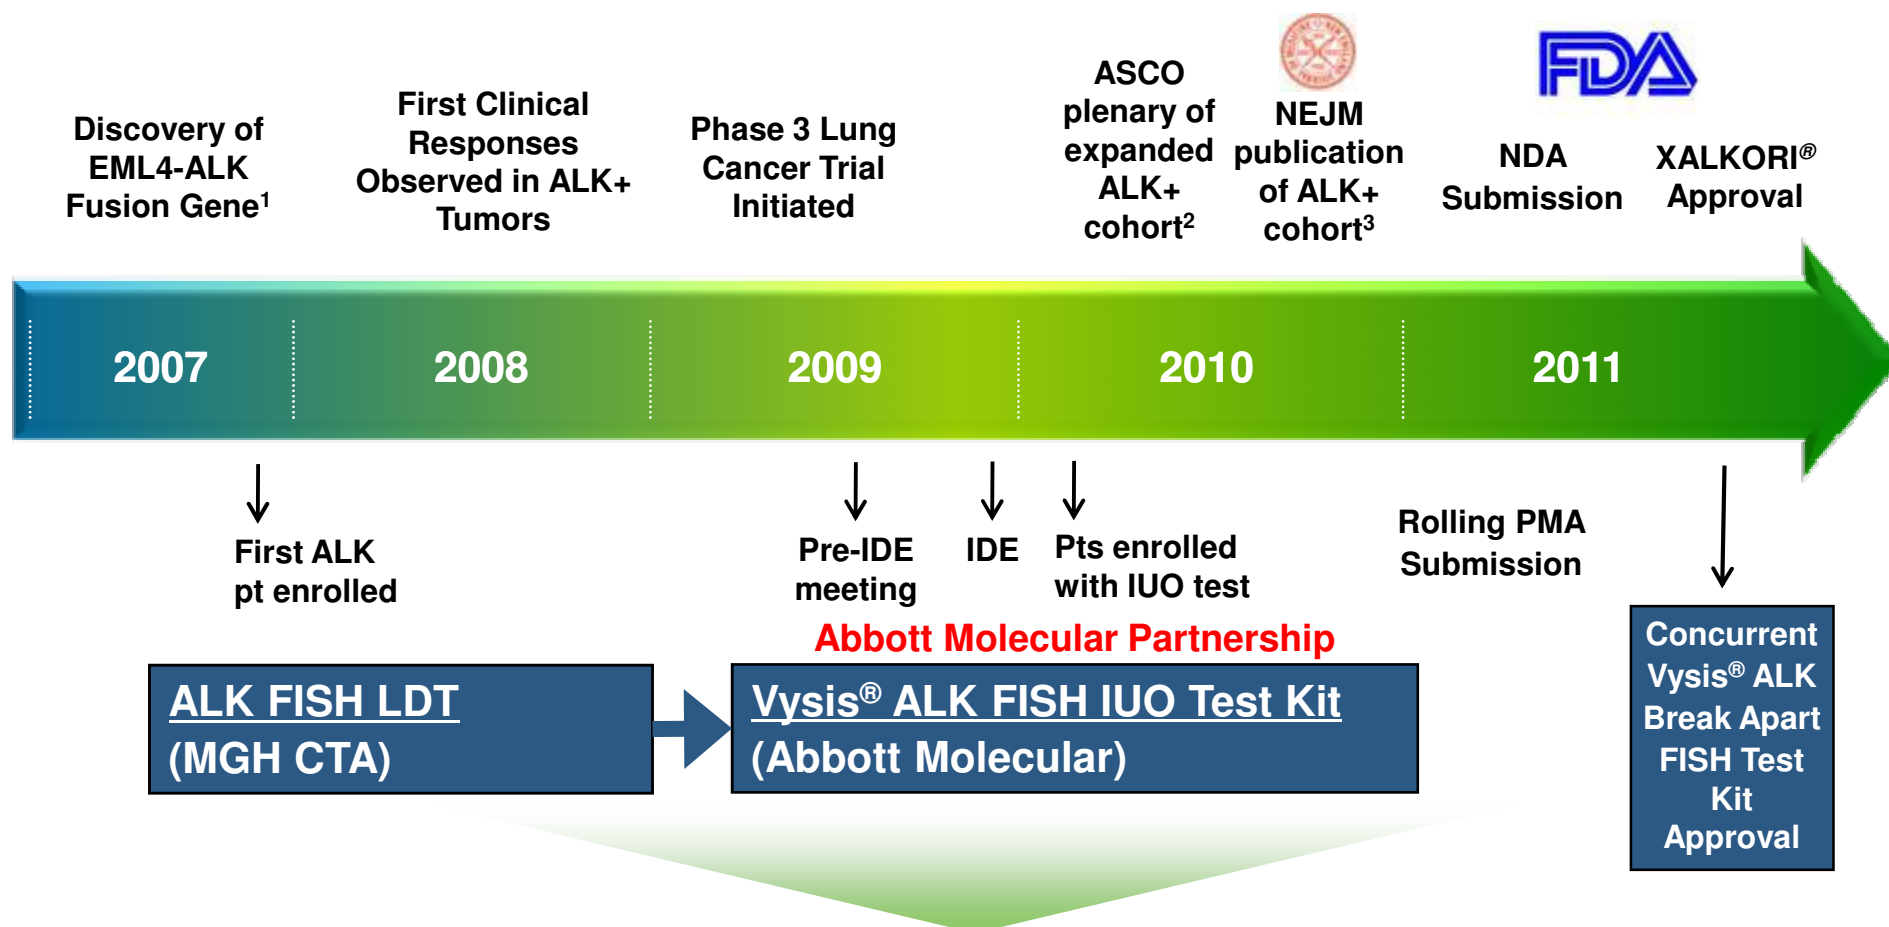 Discovery of
EML4-ALK
Fusion Gene¹
First Clinical
Responses
Observed in ALK+
Tumors
Phase 3 Lung
Cancer Trial
Initiated
ASCO
plenary of
expanded
ALK+
cohort²
NEJM
publication
of ALK+
cohort³
FDA
NDA
Submission
XALKORI®
Approval
2007
2008
2009
2010
2011
First ALK
pt enrolled
Pre-IDE
meeting
IDE
Pts enrolled
with IUO test
Rolling PMA
Submission
Abbott Molecular Partnership
ALK FISH LDT
(MGH CTA)
Vysis® ALK FISH IUO Test Kit
(Abbott Molecular)
Concurrent
Vysis® ALK
Break Apart
FISH Test
Kit
Approval